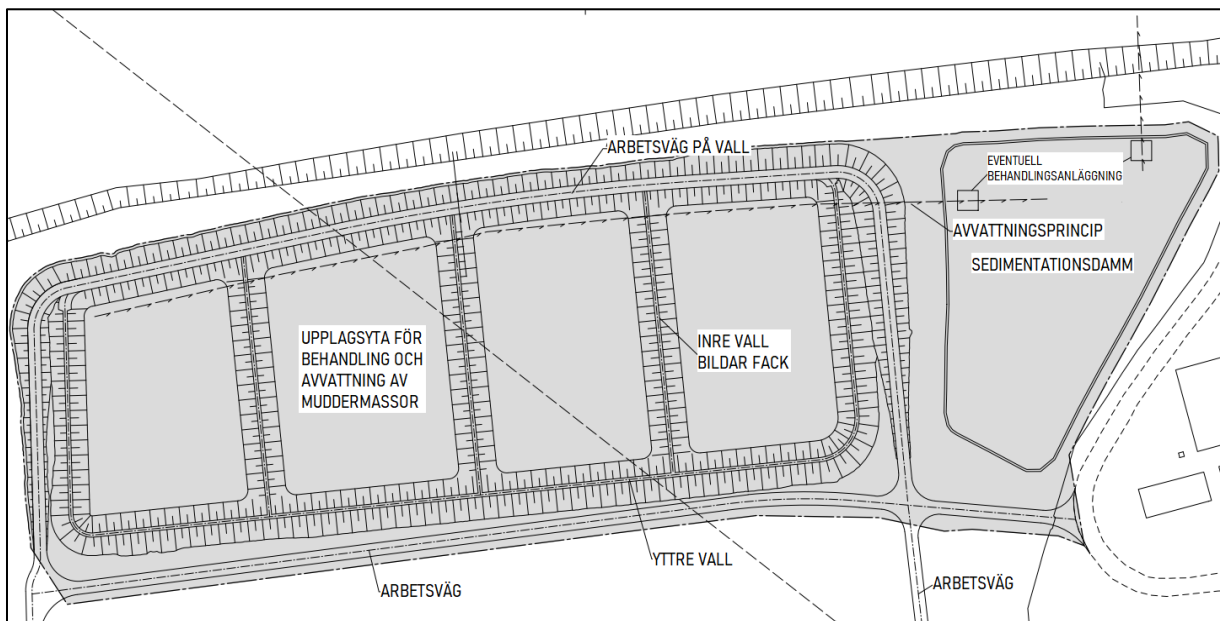 ARBETSVÄG PÅ VALL
EVENTUELL
BEHANDLINGSANLÄGGNING
AVVATTNINGSPRINCIP
SEDIMENTATIONSDAMM
UPPLAGSYTA FÖR
BEHANDLING OCH
AVVATTNING AV
MUDDERMASSOR
INRE VALL
BILDAR FACK
YTTRE VALL
ARBETSVÄG
ARBETSVÄG